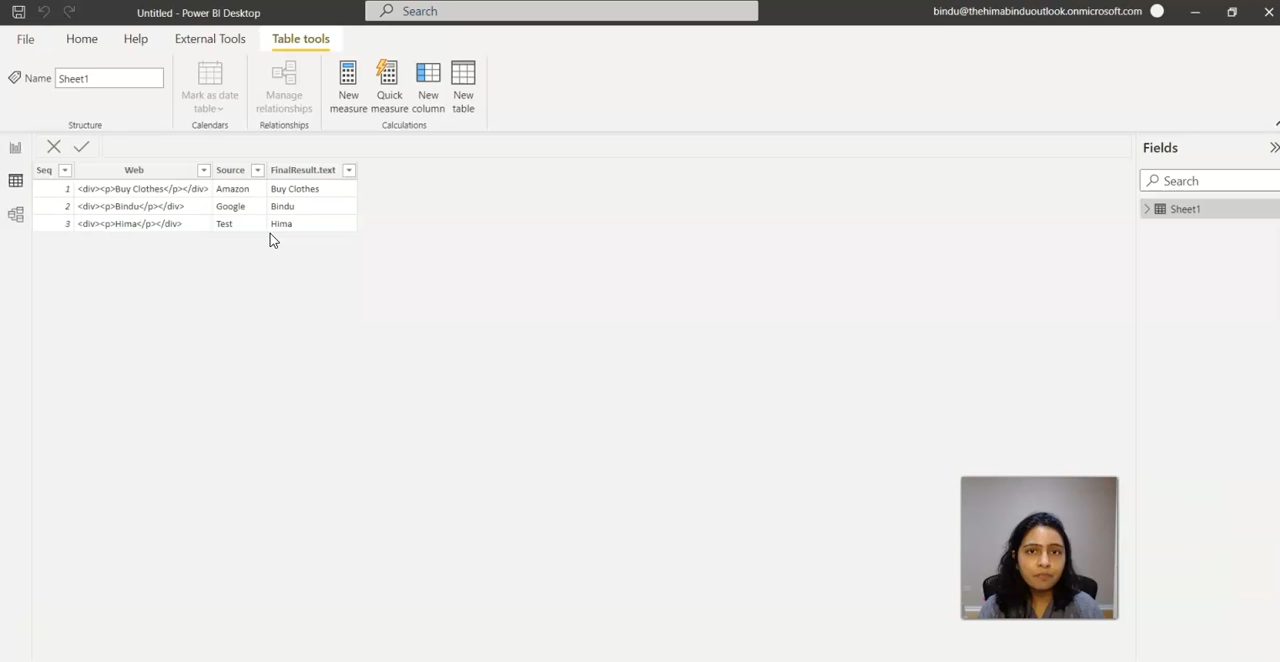 Untitled - Power BI Desktop
Search
bindu@thehimabinduoutlook.onmicrosoft.com
File Home Help External Tools Table tools
Name Sheet1
Mark as date table
Manage relationships
New measure
Quick measure
New column
New table
Structure Calendars Relationships Calculations
Fields
Search
Sheet1
Seq Web Source FinalResult.text
1 <div><p>Buy Clothes</p></div> Amazon Buy Clothes
2 <div><p>Bindu</p></div> Google Bindu
3 <div><p>Hima</p></div> Test Hima